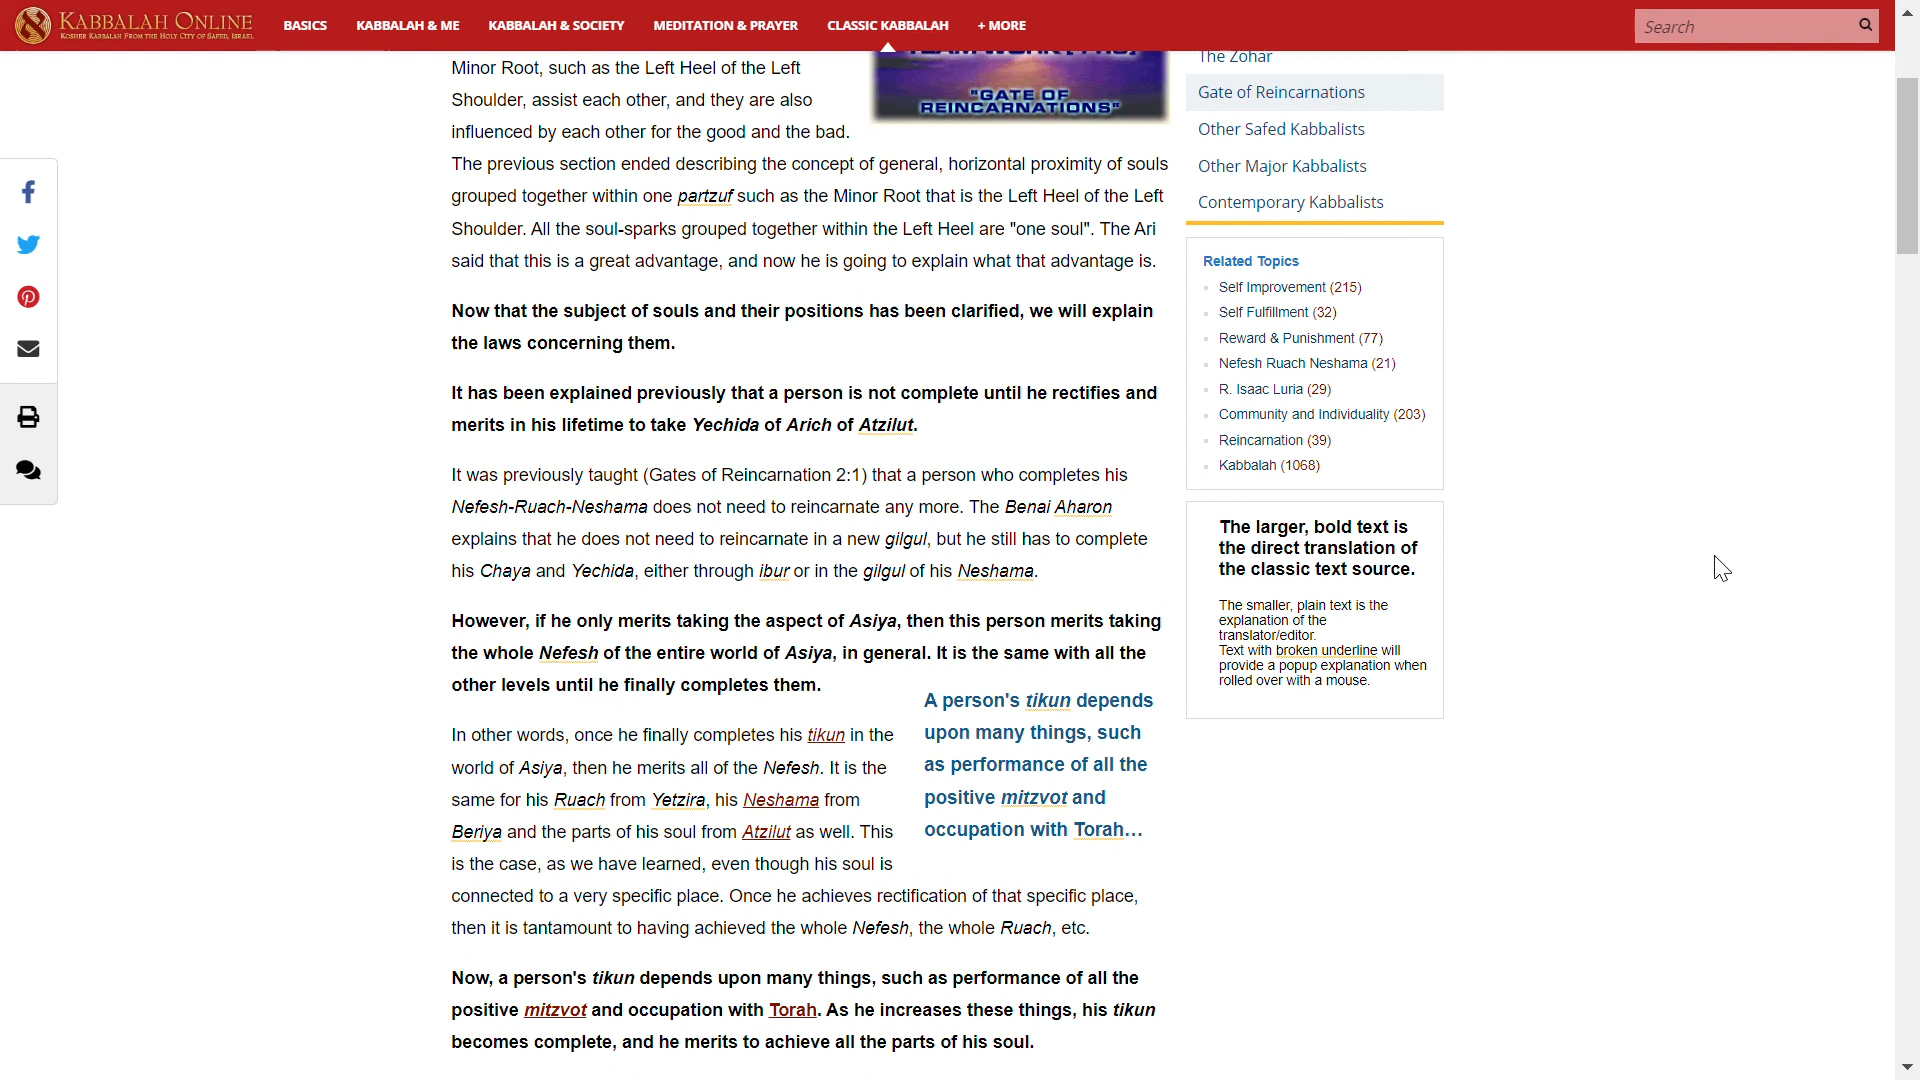 KABBALAH ONLINE
KOSHER KABBALAH FROM THE HOLY CITY OF SAFED, ISRAEL
BASICS
KABBALAH & ME
KABBALAH & SOCIETY
MEDITATION & PRAYER
CLASSIC KABBALAH
+ MORE
Search
Minor Root, such as the Left Heel of the Left
Shoulder, assist each other, and they are also
influenced by each other for the good and the bad.
"GATE OF
REINCARNATIONS"
The previous section ended describing the concept of general, horizontal proximity of souls
grouped together within one partzuf such as the Minor Root that is the Left Heel of the Left
Shoulder. All the soul-sparks grouped together within the Left Heel are "one soul". The Ari
said that this is a great advantage, and now he is going to explain what that advantage is.
Now that the subject of souls and their positions has been clarified, we will explain
the laws concerning them.
It has been explained previously that a person is not complete until he rectifies and
merits in his lifetime to take Yechida of Arich of Atzilut.
It was previously taught (Gates of Reincarnation 2:1) that a person who completes his
Nefesh-Ruach-Neshama does not need to reincarnate any more. The Benai Aharon
explains that he does not need to reincarnate in a new gilgul, but he still has to complete
his Chaya and Yechida, either through ibur or in the gilgul of his Neshama.
However, if he only merits taking the aspect of Asiya, then this person merits taking
the whole Nefesh of the entire world of Asiya, in general. It is the same with all the
other levels until he finally completes them.
A person's tikun depends
upon many things, such
as performance of all the
positive mitzvot and
occupation with Torah…
In other words, once he finally completes his tikun in the
world of Asiya, then he merits all of the Nefesh. It is the
same for his Ruach from Yetzira, his Neshama from
Beriya and the parts of his soul from Atzilut as well. This
is the case, as we have learned, even though his soul is
connected to a very specific place. Once he achieves rectification of that specific place,
then it is tantamount to having achieved the whole Nefesh, the whole Ruach, etc.
Now, a person's tikun depends upon many things, such as performance of all the
positive mitzvot and occupation with Torah. As he increases these things, his tikun
becomes complete, and he merits to achieve all the parts of his soul.
The Zohar
Gate of Reincarnations
Other Safed Kabbalists
Other Major Kabbalists
Contemporary Kabbalists
Related Topics
Self Improvement (215)
Self Fulfillment (32)
Reward & Punishment (77)
Nefesh Ruach Neshama (21)
R. Isaac Luria (29)
Community and Individuality (203)
Reincarnation (39)
Kabbalah (1068)
The larger, bold text is
the direct translation of
the classic text source.
The smaller, plain text is the
explanation of the
translator/editor.
Text with broken underline will
provide a popup explanation when
rolled over with a mouse.